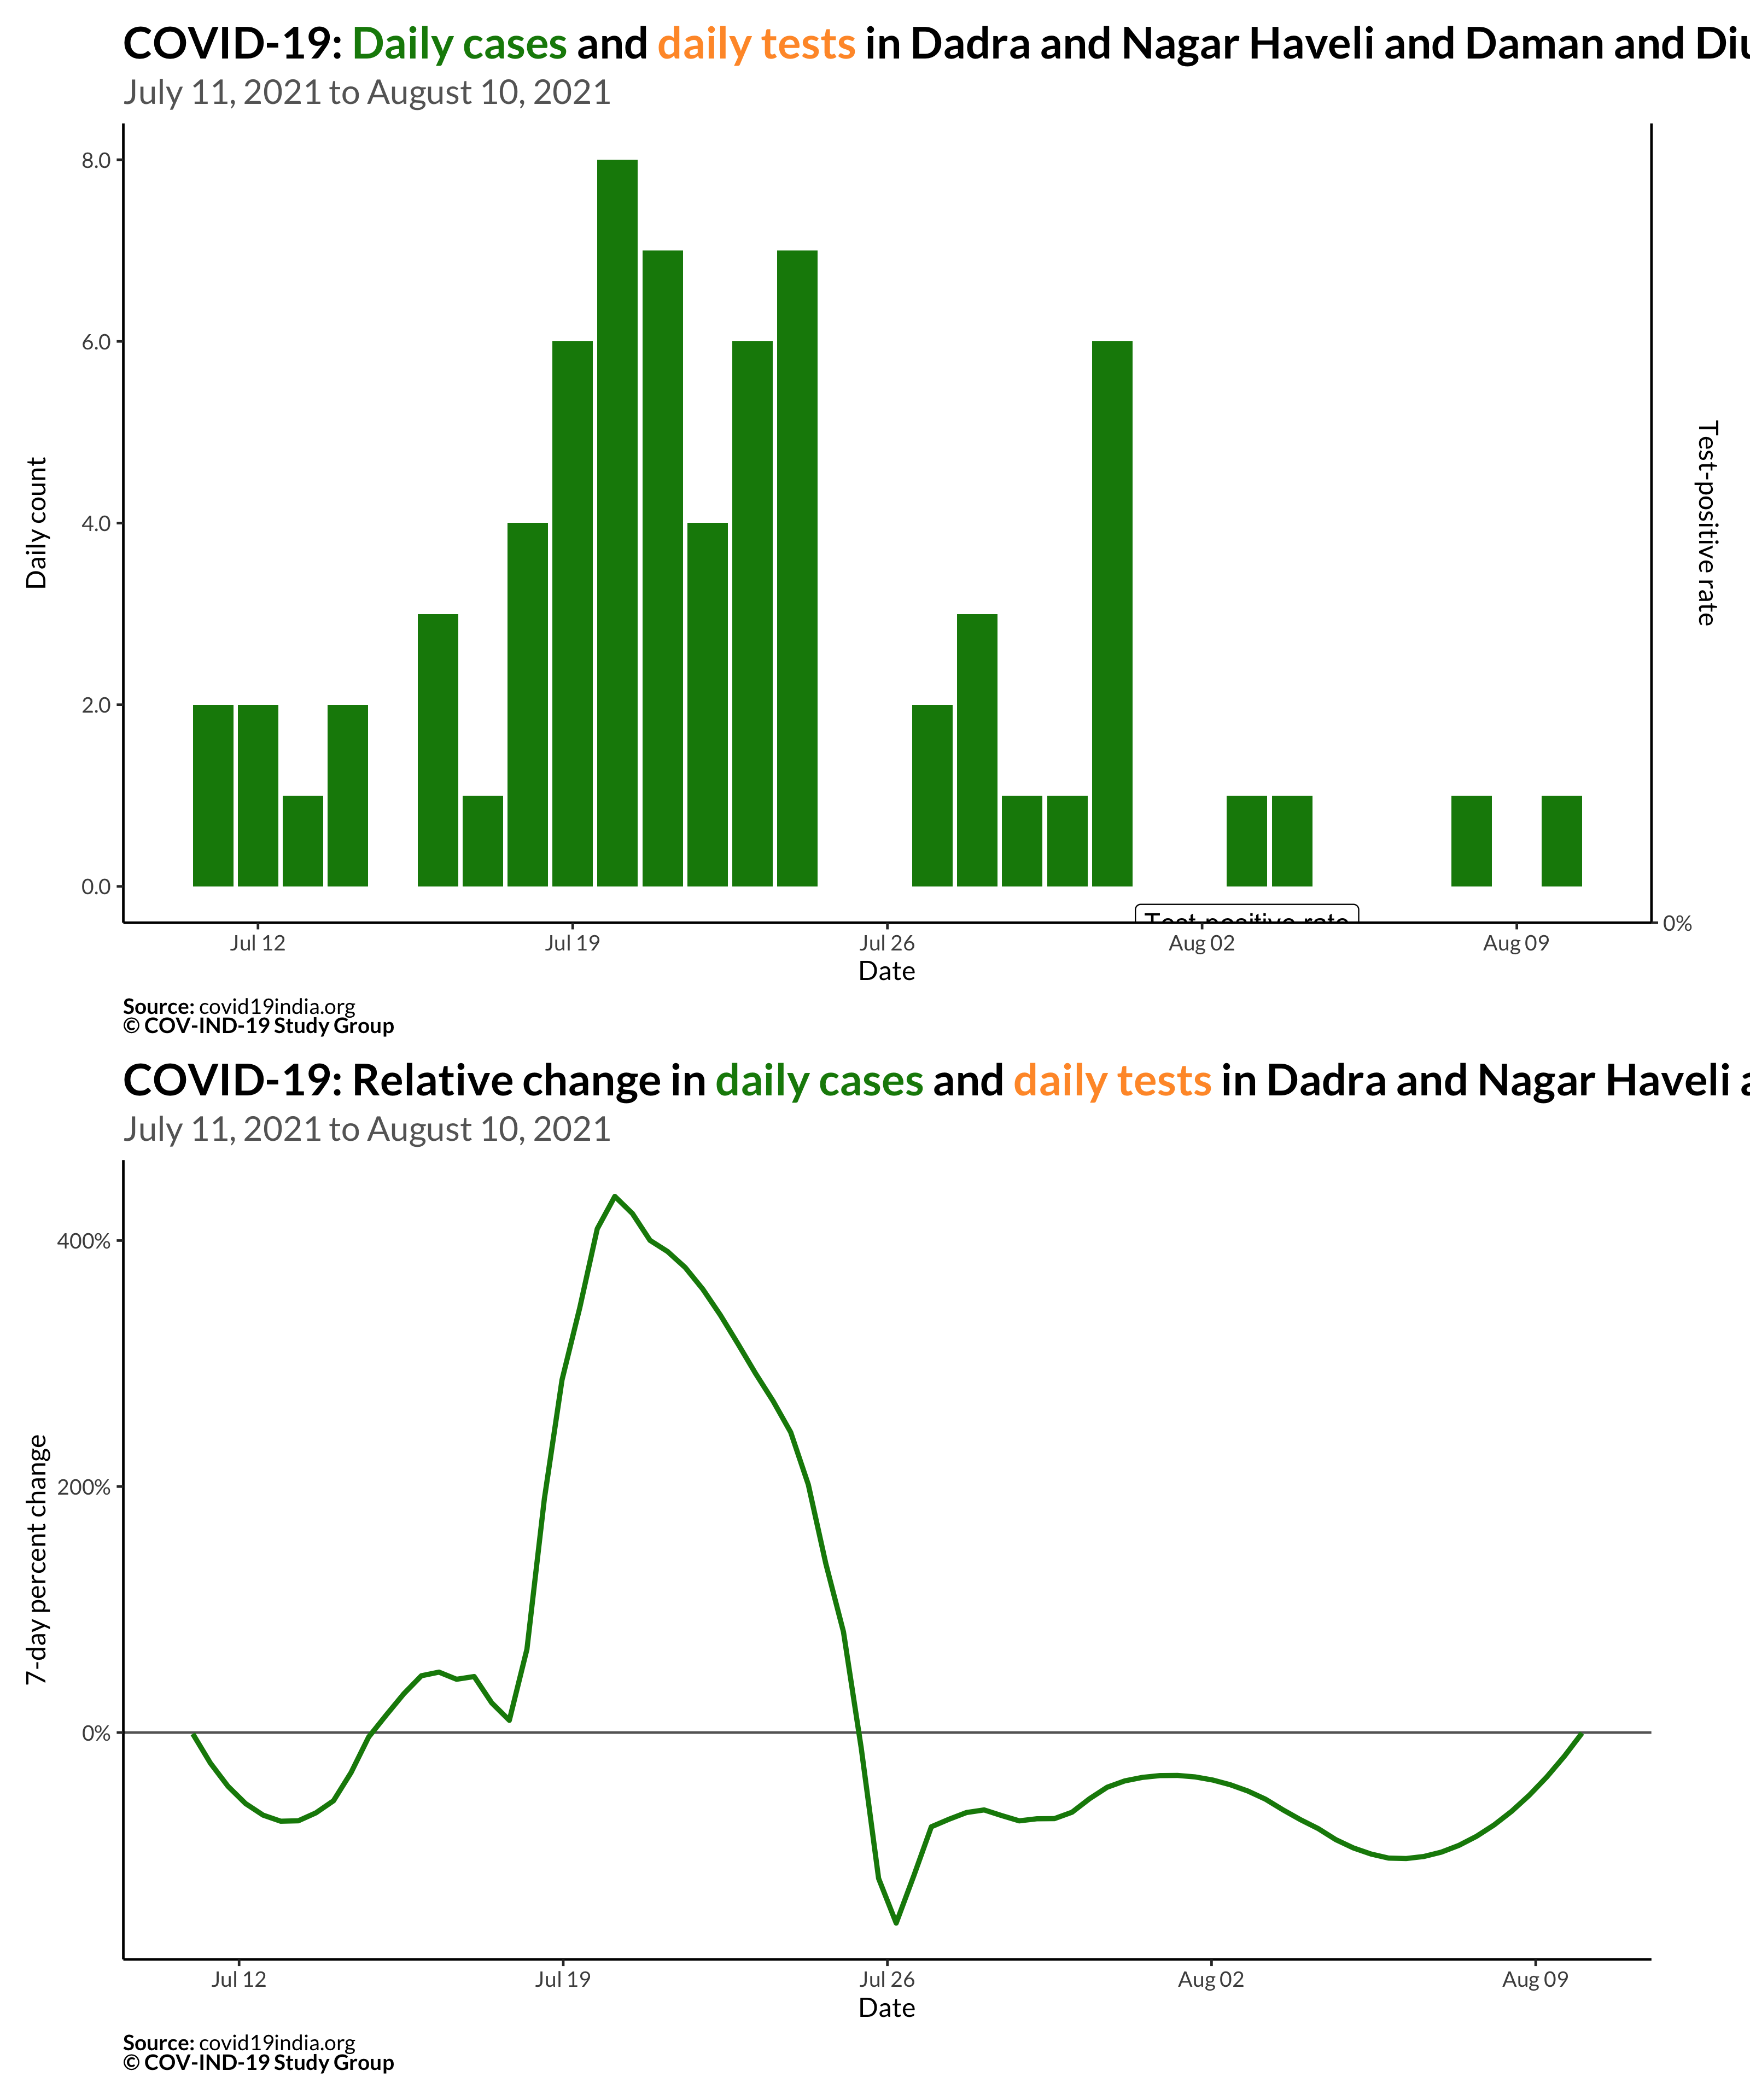 COVID-19: Daily cases and daily tests in Dadra and Nagar Haveli and Daman and Diu
July 11, 2021 to August 10, 2021
8.0
6.0
4.0
2.0
0.0
Daily count
Test-positive rate
Test-positive rate
0%
Jul 12
Jul 19
Jul 26
Aug 02
Aug 09
Date
Source: covid19india.org
© COV-IND-19 Study Group
COVID-19: Relative change in daily cases and daily tests in Dadra and Nagar Haveli
July 11, 2021 to August 10, 2021
400%
200%
0%
7-day percent change
Jul 12
Jul 19
Jul 26
Aug 02
Aug 09
Date
Source: covid19india.org
© COV-IND-19 Study Group